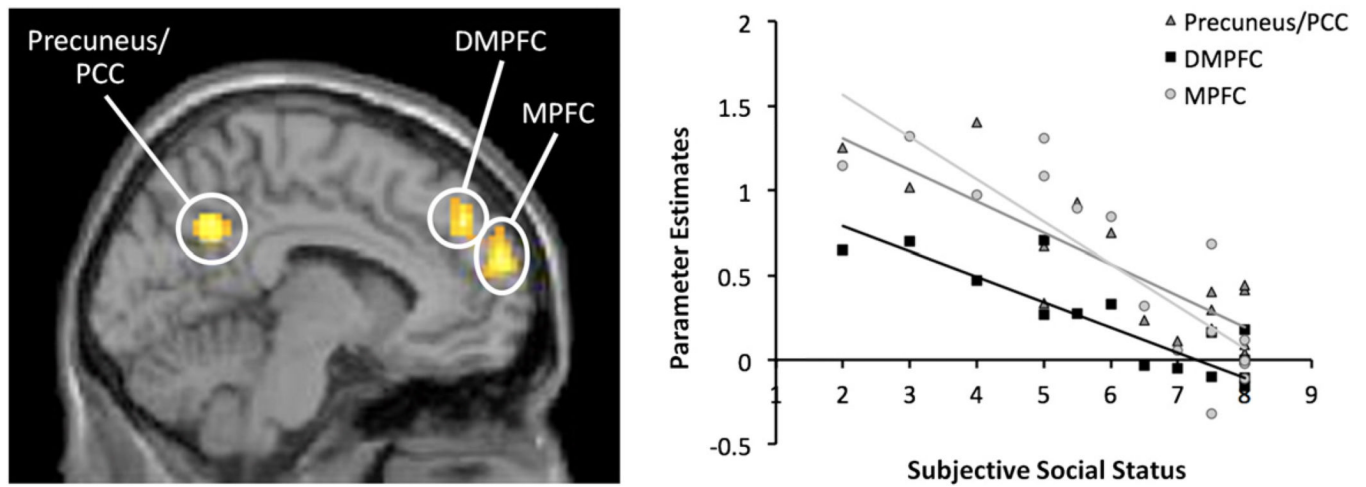 Precuneus/
PCC
DMPFC
MPFC
Precuneus/PCC
DMPFC
MPFC
Parameter Estimates
2
1.5
1
0.5
0
-0.5
1 2 3 4 5 6 7 8 9
Subjective Social Status